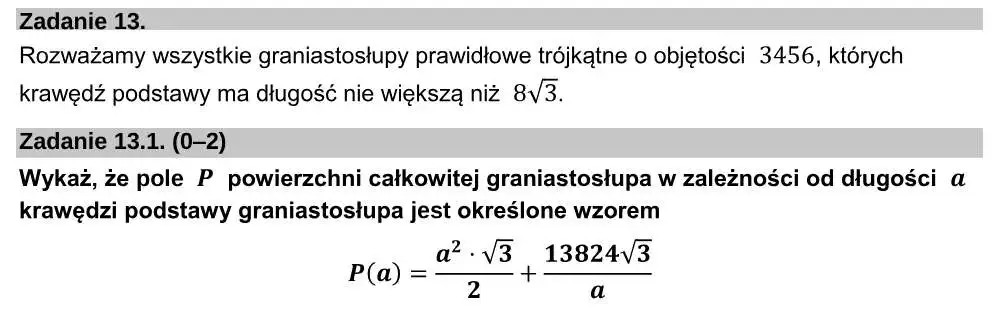 Zadanie 13.
Rozważamy wszystkie graniastosłupy prawidłowe trójkątne o objętości 3456, których
krawędź podstawy ma długość nie większą niż 8√3.
Zadanie 13.1. (0–2)
Wykaż, że pole P powierzchni całkowitej graniastosłupa w zależności od długości a
krawędzi podstawy graniastosłupa jest określone wzorem
P(a) = a² · √3 / 2 + 13824√3 / a